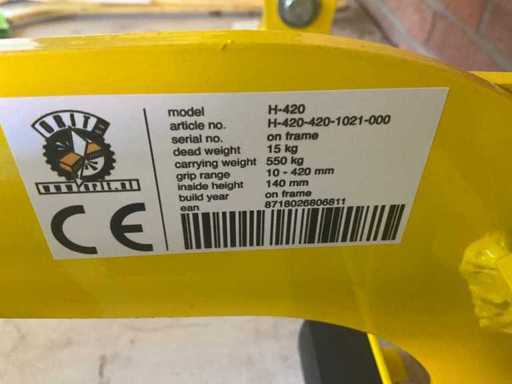 ORIT
www.orit.nl
CE
model H-420
article no. H-420-420-1021-000
serial no. on frame
dead weight 15 kg
carrying weight 550 kg
grip range 10 - 420 mm
inside height 140 mm
build year on frame
ean 8718026806811